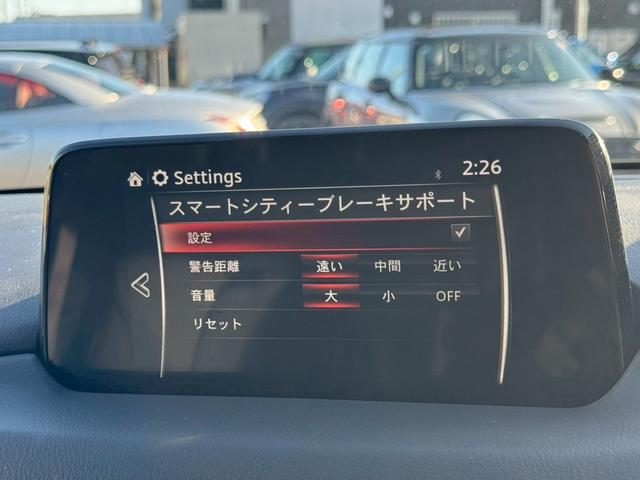 Settings 2:26
スマートシティーブレーキサポート
設定
警告距離 遠い 中間 近い
音量 大 小 OFF
リセット